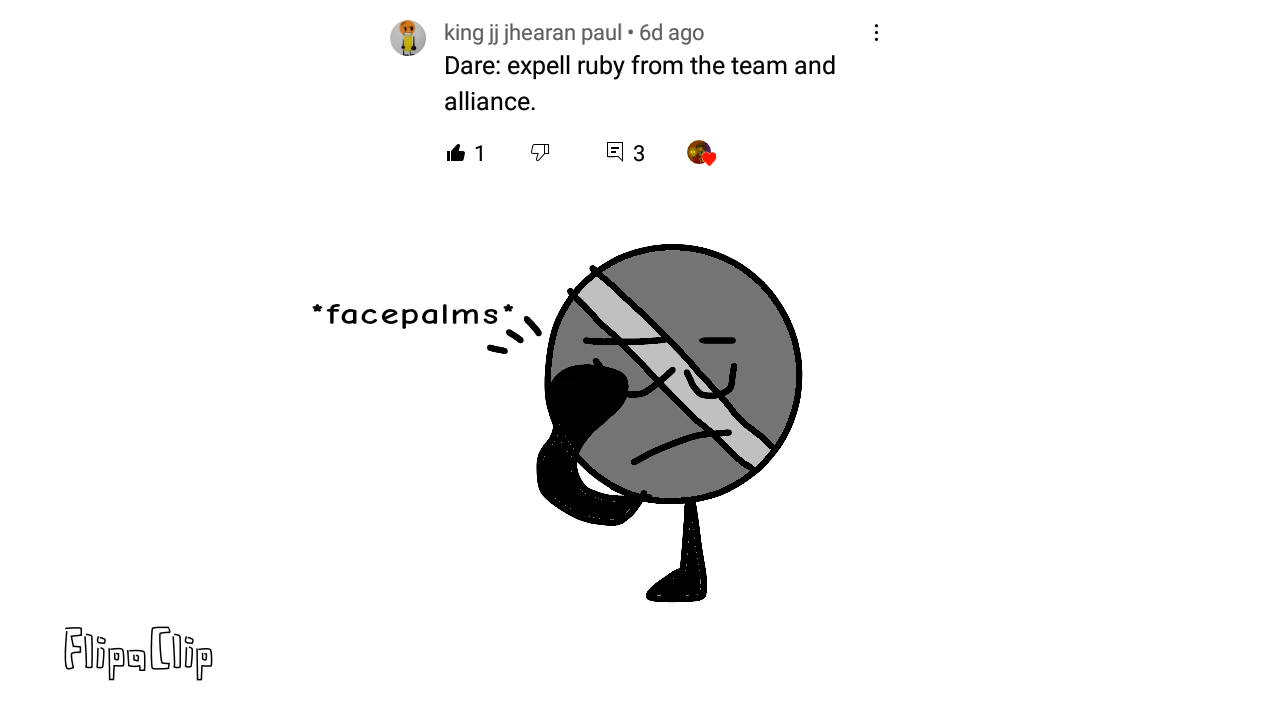 king jj jhearan paul • 6d ago
Dare: expell ruby from the team and
alliance.
1 3
*facepalms*
FlipaClip